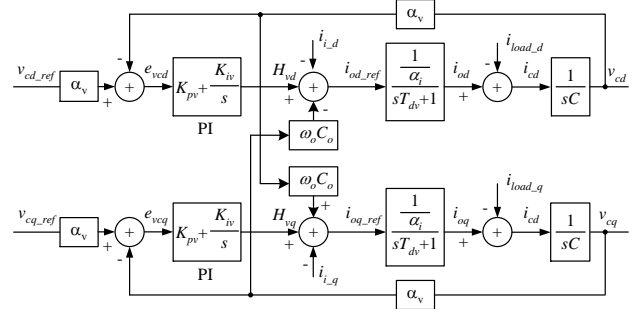 α_v
v_cd_ref α_v + - + e_vcd K_pv + K_iv / s H_vd + - i_i_d + i_od_ref 1 / α_i / sT_dv+1 i_od + - i_load_d + i_cd 1 / sC v_cd
PI
-
ω_oC_o
ω_oC_o
v_cq_ref α_v + - + e_vcq K_pv + K_iv / s H_vq + + + i_oq_ref 1 / α_i / sT_dv+1 i_oq + - i_load_q + i_cd 1 / sC v_cq
PI
- i_i_q
α_v